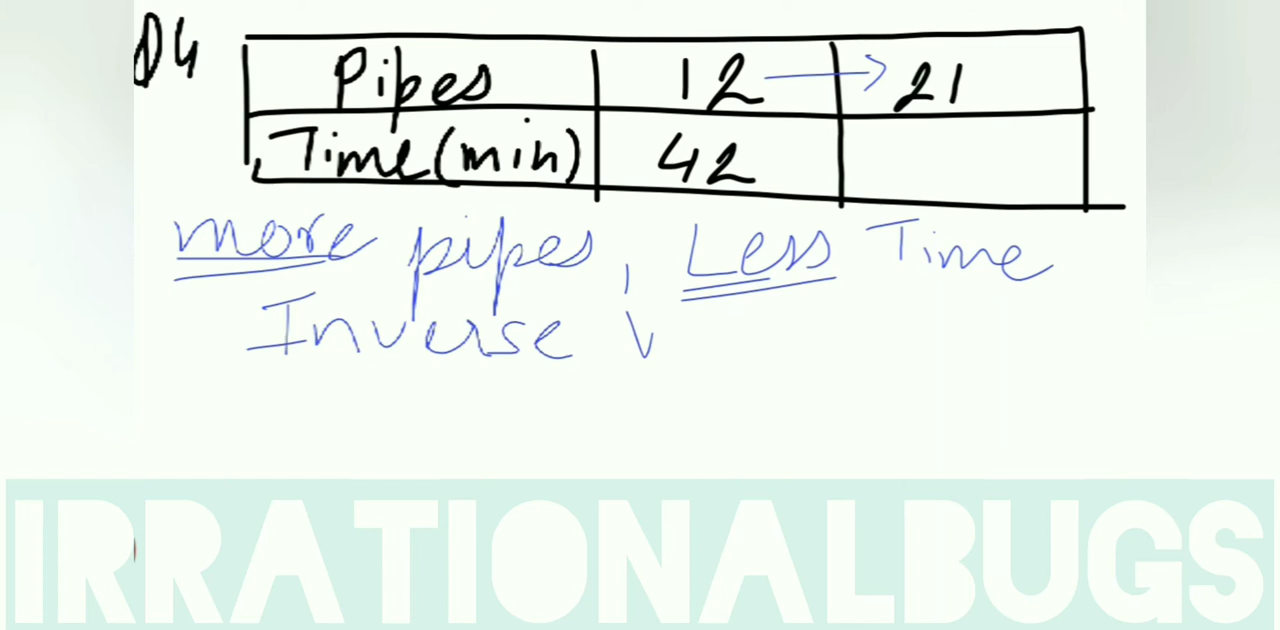 Q4
Pipes 12 → 21
Time (min) 42
more pipes, Less Time
Inverse V
IRRATIONALBUGS